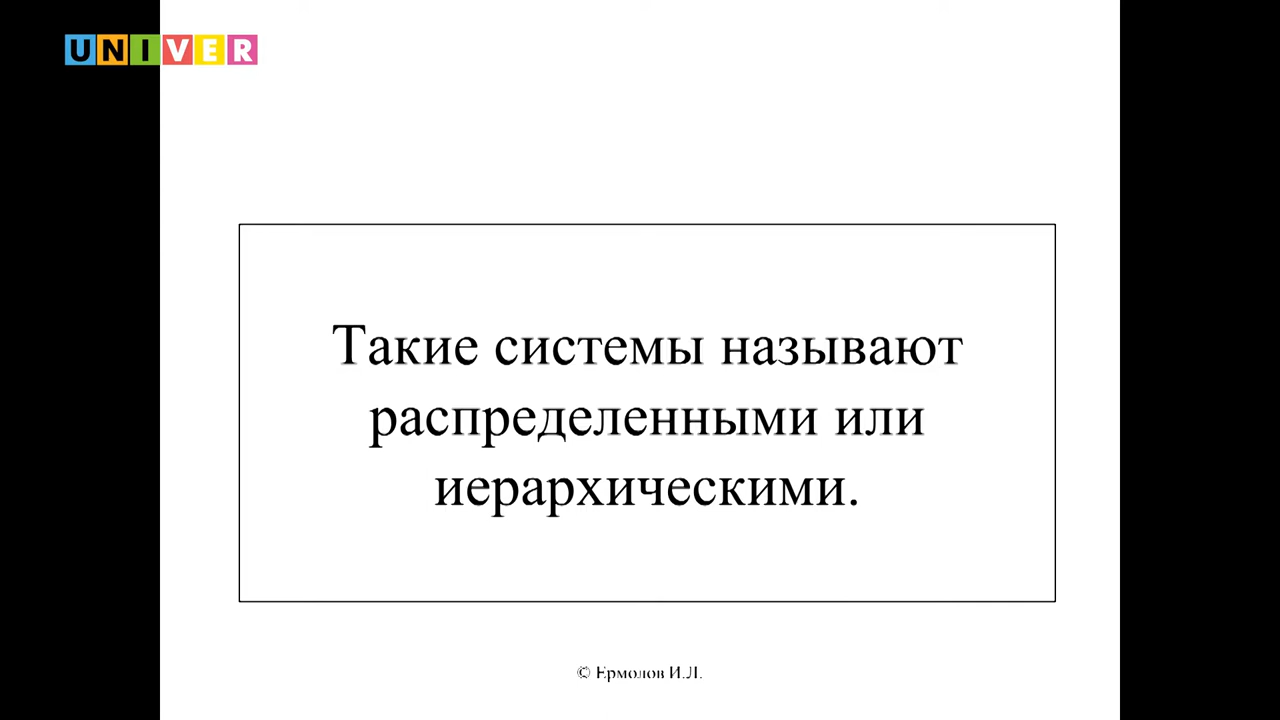 UNIVER
Такие системы называют
распределенными или
иерархическими.
© Ермолов И.Л.